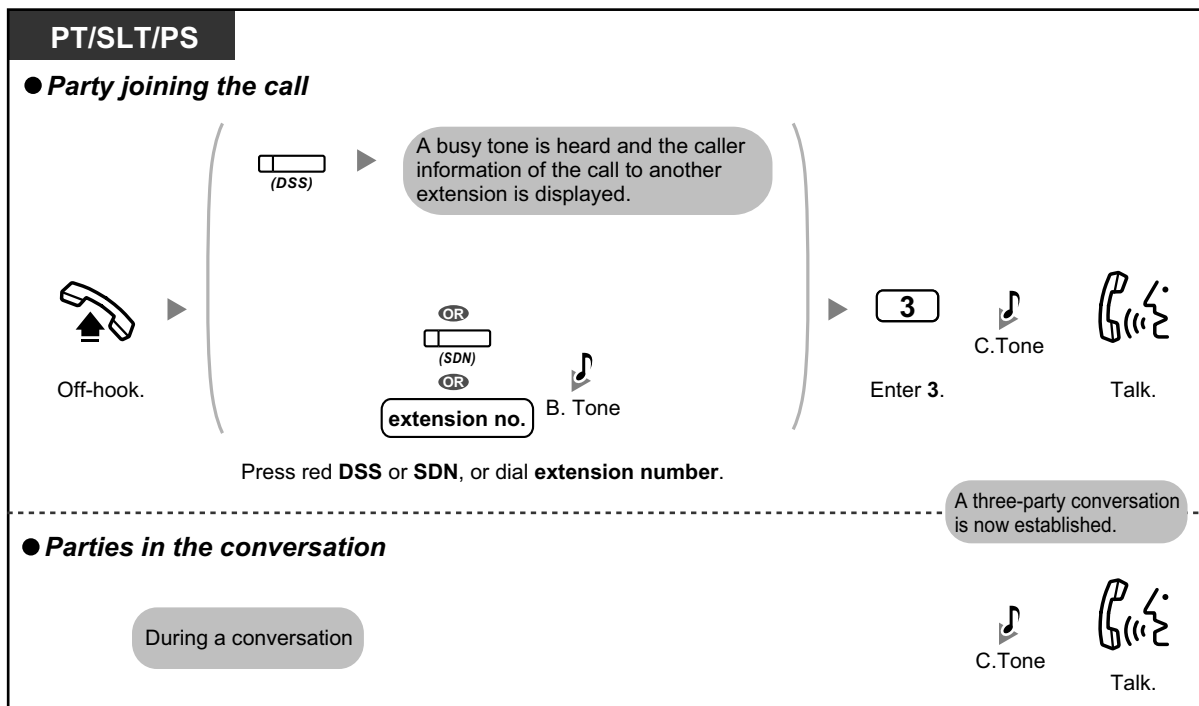 PT/SLT/PS
● Party joining the call
(DSS)
A busy tone is heard and the caller
information of the call to another
extension is displayed.
OR
(SDN)
OR
extension no.
B. Tone
3
C.Tone
Off-hook.
Enter 3.
Talk.
Press red DSS or SDN, or dial extension number.
A three-party conversation
is now established.
● Parties in the conversation
During a conversation
C.Tone
Talk.